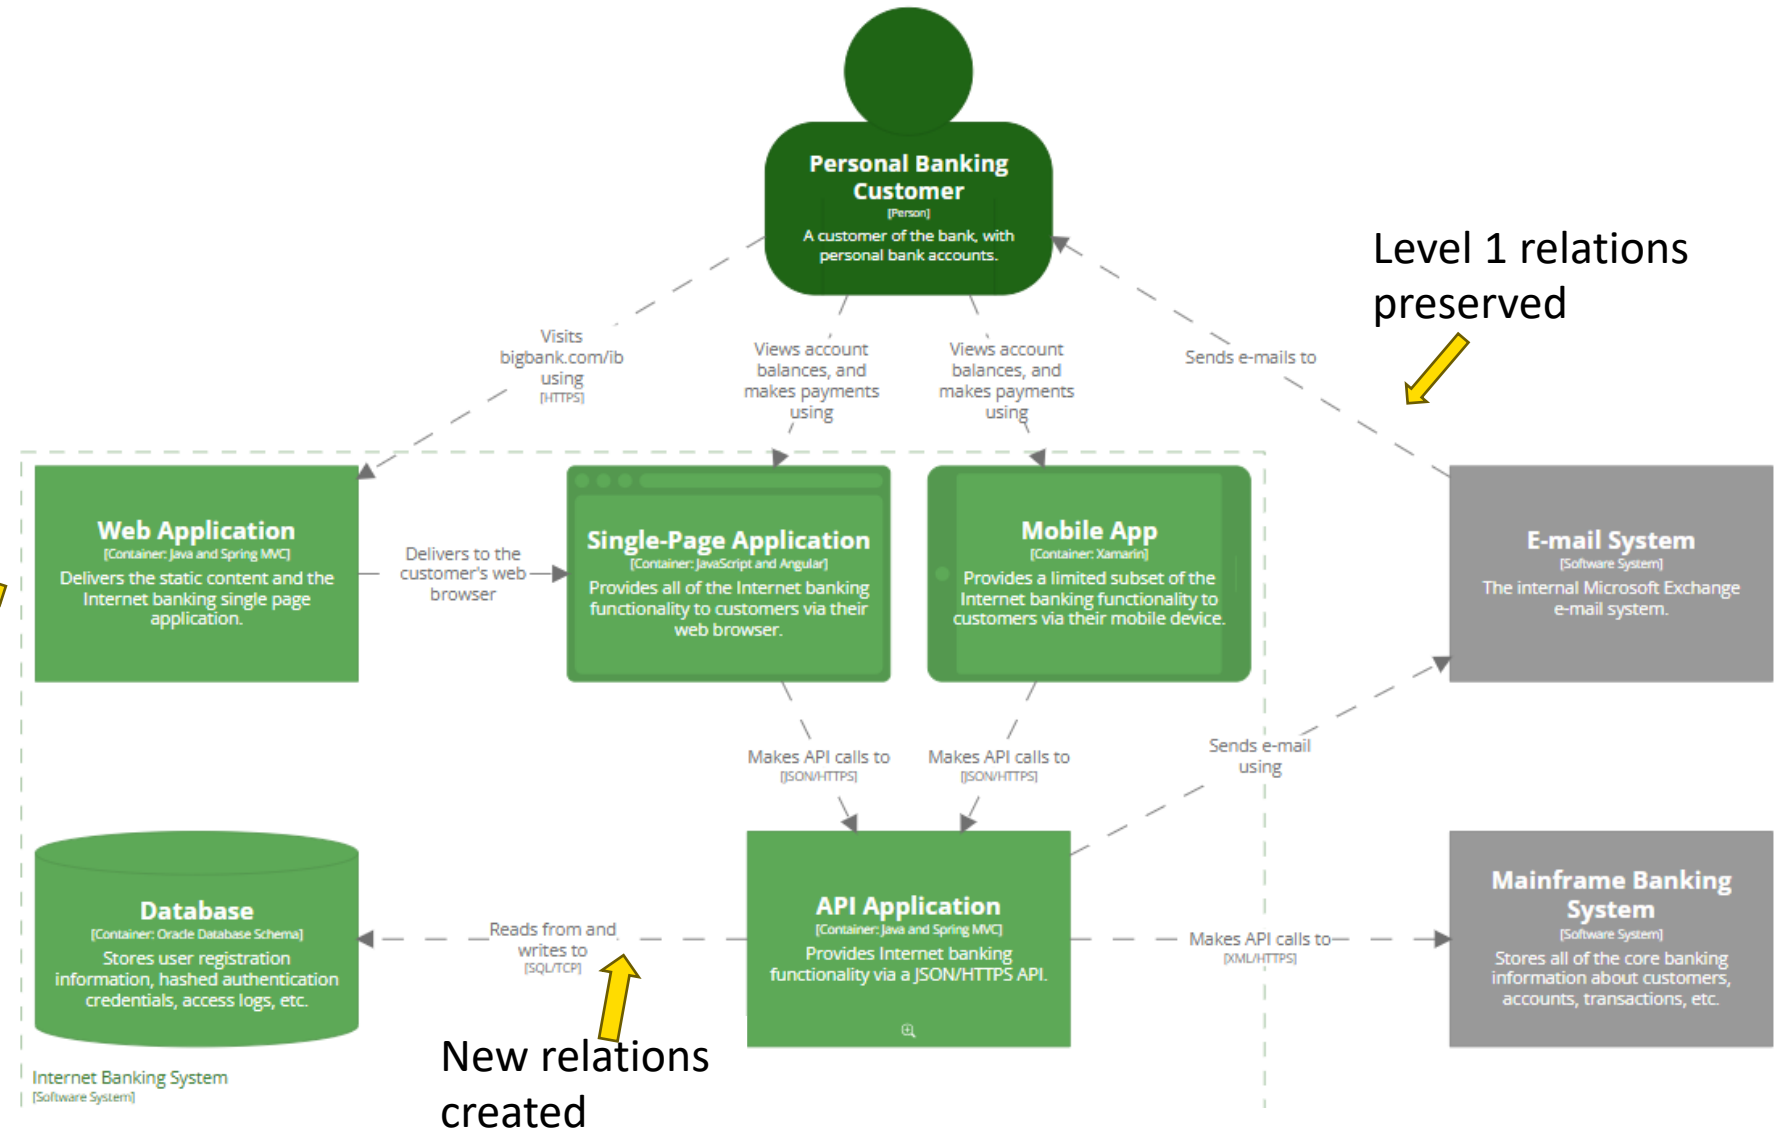 Personal Banking
Customer
[Person]
A customer of the bank, with
personal bank accounts.
Level 1 relations
preserved
Visits
bigbank.com/ib
using
[HTTPS]
Views account
balances, and
makes payments
using
Views account
balances, and
makes payments
using
Sends e-mails to
Web Application
[Container: Java and Spring MVC]
Delivers the static content and the
Internet banking single page
application.
Delivers to the
customer's web
browser
Single-Page Application
[Container: JavaScript and Angular]
Provides all of the Internet banking
functionality to customers via their
web browser.
Mobile App
[Container: Xamarin]
Provides a limited subset of the
Internet banking functionality to
customers via their mobile device.
E-mail System
[Software System]
The internal Microsoft Exchange
e-mail system.
Makes API calls to
[JSON/HTTPS]
Makes API calls to
[JSON/HTTPS]
Sends e-mail
using
Database
[Container: Oracle Database Schema]
Stores user registration
information, hashed authentication
credentials, access logs, etc.
Reads from and
writes to
[SQL/TCP]
API Application
[Container: Java and Spring MVC]
Provides Internet banking
functionality via a JSON/HTTPS API.
Makes API calls to
[XML/HTTPS]
Mainframe Banking
System
[Software System]
Stores all of the core banking
information about customers,
accounts, transactions, etc.
New relations
created
Internet Banking System
[Software System]